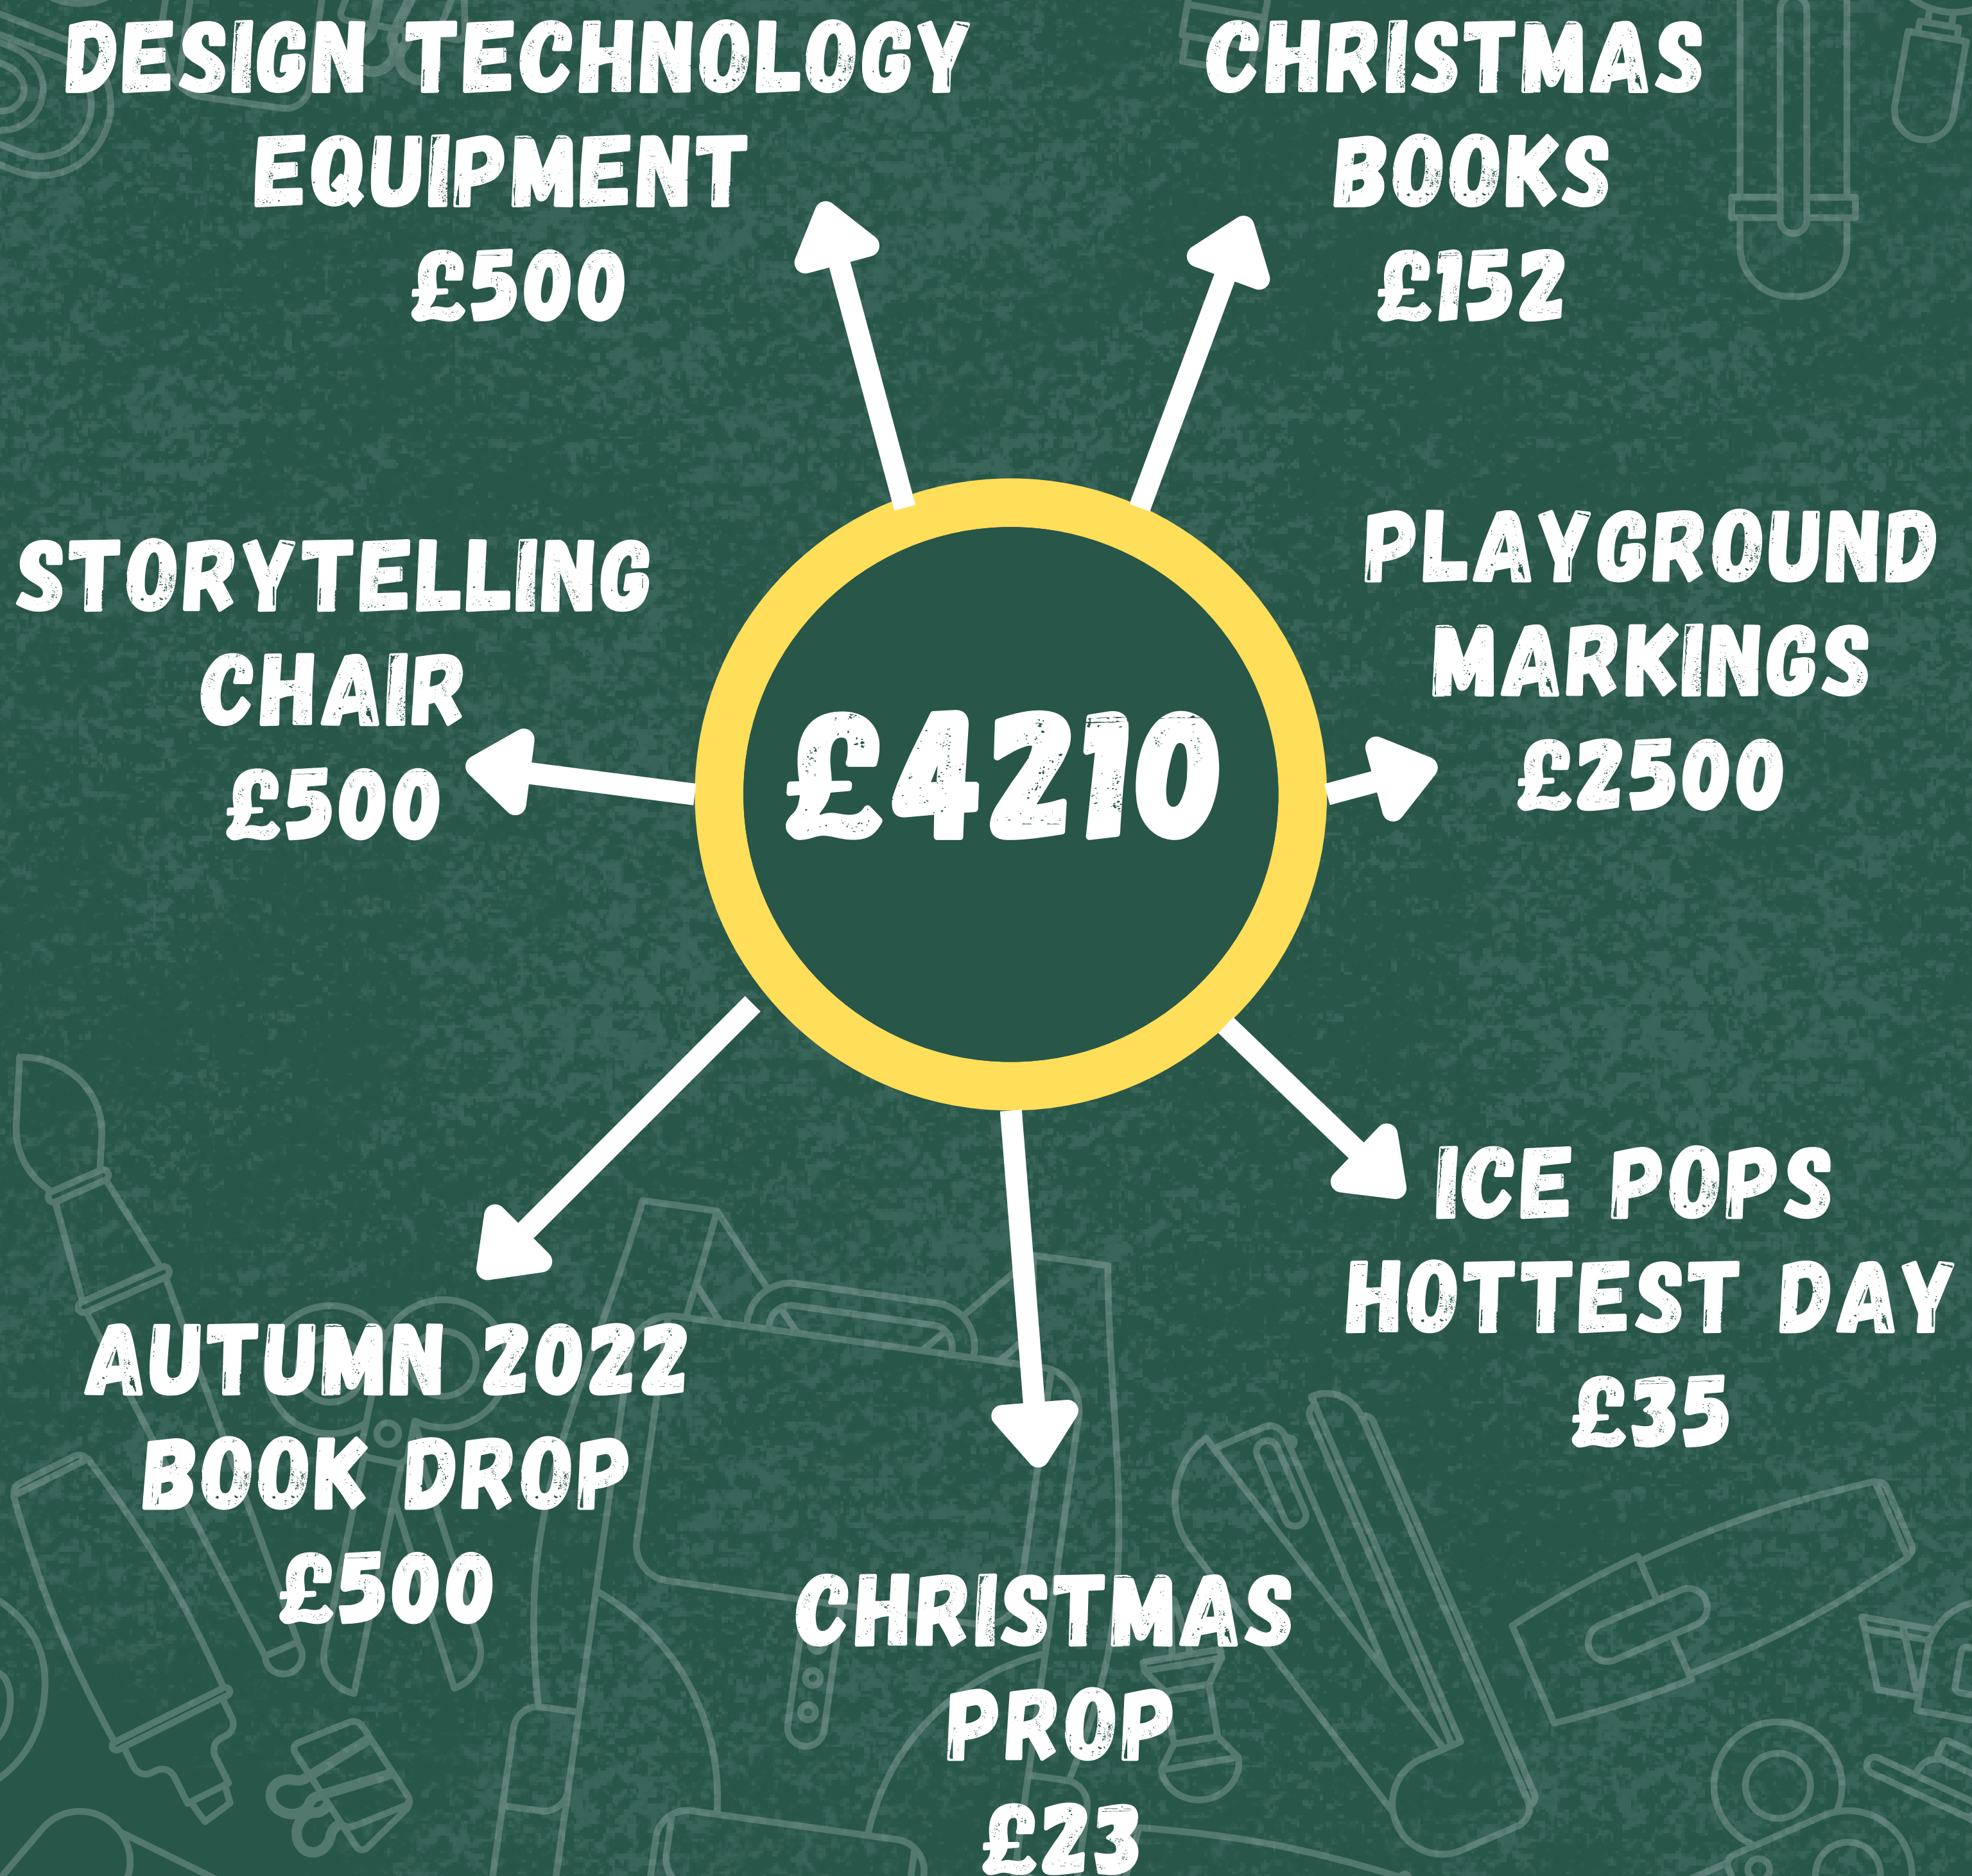 DESIGN TECHNOLOGY
EQUIPMENT
£500
CHRISTMAS
BOOKS
£152
STORYTELLING
CHAIR
£500
£4210
PLAYGROUND
MARKINGS
£2500
ICE POPS
HOTTEST DAY
£35
AUTUMN 2022
BOOK DROP
£500
CHRISTMAS
PROP
£23